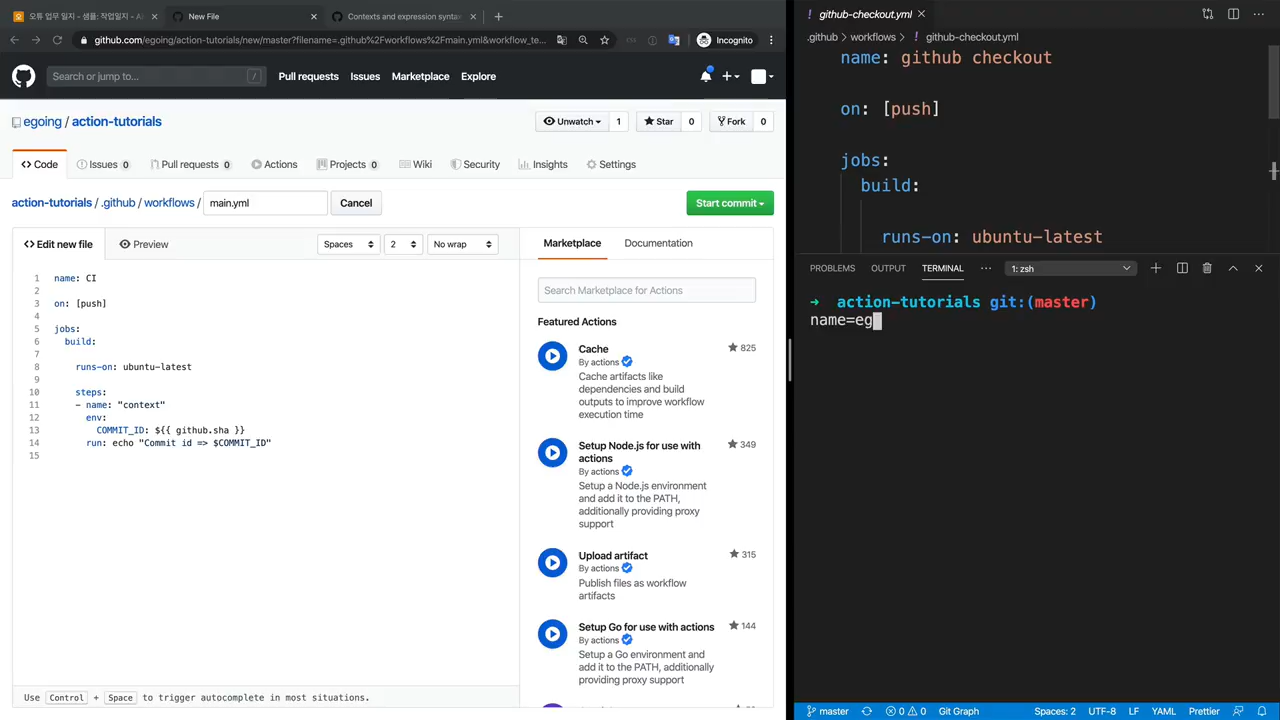 오튜 업무 일지 - 샘플: 작업일지 - Ai
New File
Contexts and expression syntax
github.com/egoing/action-tutorials/new/master?filename=.github%2Fworkflows%2Fmain.yml&workflow_te...
Incognito
Search or jump to...
/
Pull requests
Issues
Marketplace
Explore
egoing / action-tutorials
Unwatch
1
Star
0
Fork
0
Code
Issues 0
Pull requests 0
Actions
Projects 0
Wiki
Security
Insights
Settings
action-tutorials / .github / workflows / main.yml
Cancel
Start commit
Edit new file
Preview
Spaces
2
No wrap
1 name: CI
2
3 on: [push]
4
5 jobs:
6 build:
7
8 runs-on: ubuntu-latest
9
10 steps:
11 - name: "context"
12 env:
13 COMMIT_ID: ${{ github.sha }}
14 run: echo "Commit id => $COMMIT_ID"
15
Use Control + Space to trigger autocomplete in most situations.
Marketplace
Documentation
Search Marketplace for Actions
Featured Actions
Cache
825
By actions
Cache artifacts like
dependencies and build
outputs to improve workflow
execution time
Setup Node.js for use with
actions
349
By actions
Setup a Node.js environment
and add it to the PATH,
additionally providing proxy
support
Upload artifact
315
By actions
Publish files as workflow
artifacts
Setup Go for use with actions
144
By actions
Setup a Go environment and
add it to the PATH, additionally
providing proxy support
! github-checkout.yml
.github > workflows > ! github-checkout.yml
name: github checkout
on: [push]
jobs:
build:
runs-on: ubuntu-latest
PROBLEMS
OUTPUT
TERMINAL
...
1: zsh
➜ action-tutorials git:(master)
name=eg
master
0
0
Git Graph
Spaces: 2
UTF-8
LF
YAML
Prettier